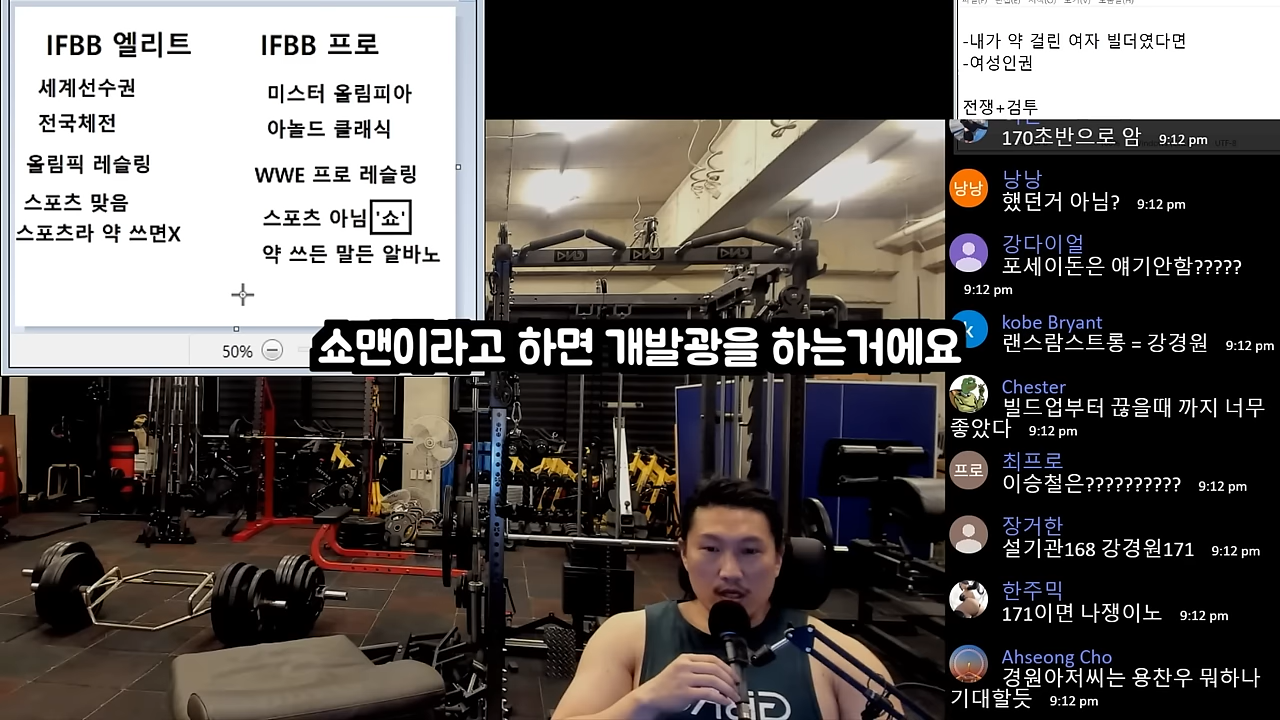 IFBB 엘리트
세계선수권
전국체전
올림픽 레슬링
스포츠 맞음
스포츠라 약 쓰면X
IFBB 프로
미스터 올림피아
아놀드 클래식
WWE 프로 레슬링
스포츠 아님 '쇼'
약 쓰든 말든 알바노
50%
쇼맨이라고 하면 개발광을 하는거에요
-내가 약 걸린 여자 빌더였다면
-여성인권
전쟁+검투
170초반으로 암 9:12 pm
낭낭
낭낭
했던거 아님? 9:12 pm
강다이얼
포세이돈은 얘기안함?????
9:12 pm
k
kobe Bryant
랜스람스트롱 = 강경원 9:12 pm
Chester
빌드업부터 끊을때 까지 너무
좋았다 9:12 pm
프로
최프로
이승철은?????????? 9:12 pm
장거한
설기관168 강경원171 9:12 pm
한주믹
171이면 나쟁이노 9:12 pm
Ahseong Cho
경원아저씨는 용찬우 뭐하나
기대할듯 9:12 pm